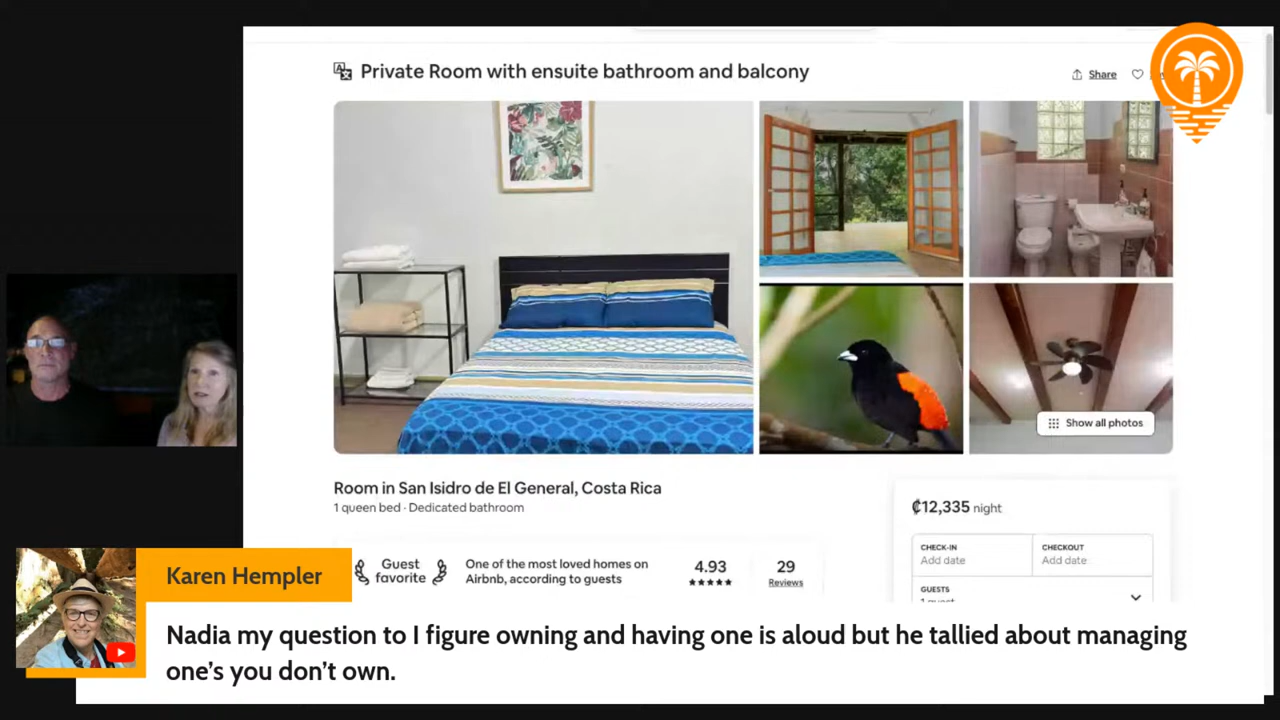 Private Room with ensuite bathroom and balcony
Share
Show all photos
Room in San Isidro de El General, Costa Rica
1 queen bed · Dedicated bathroom
₡12,335 night
CHECK-IN
Add date
CHECKOUT
Add date
GUESTS
1 guest
Guest favorite
One of the most loved homes on
Airbnb, according to guests
4.93
29
Reviews
Karen Hempler
Nadia my question to I figure owning and having one is aloud but he tallied about managing
one's you don't own.